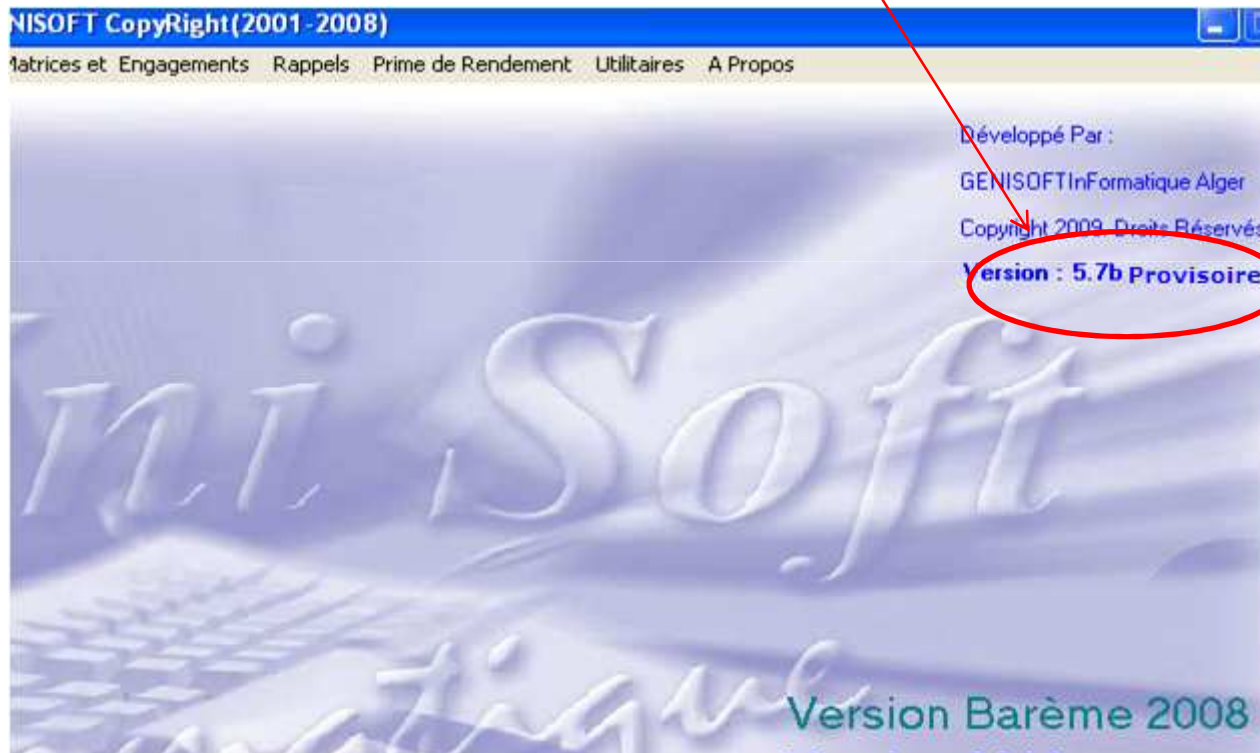 NISOFT CopyRight(2001-2008)
Matrices et Engagements Rappels Prime de Rendement Utilitaires A Propos
Développé Par :
GENISOFTInFormatique Alger
Copyright 2009. Droits Réservés
Version : 5.7b Provisoire
ni Soft
atique
Version Barème 2008